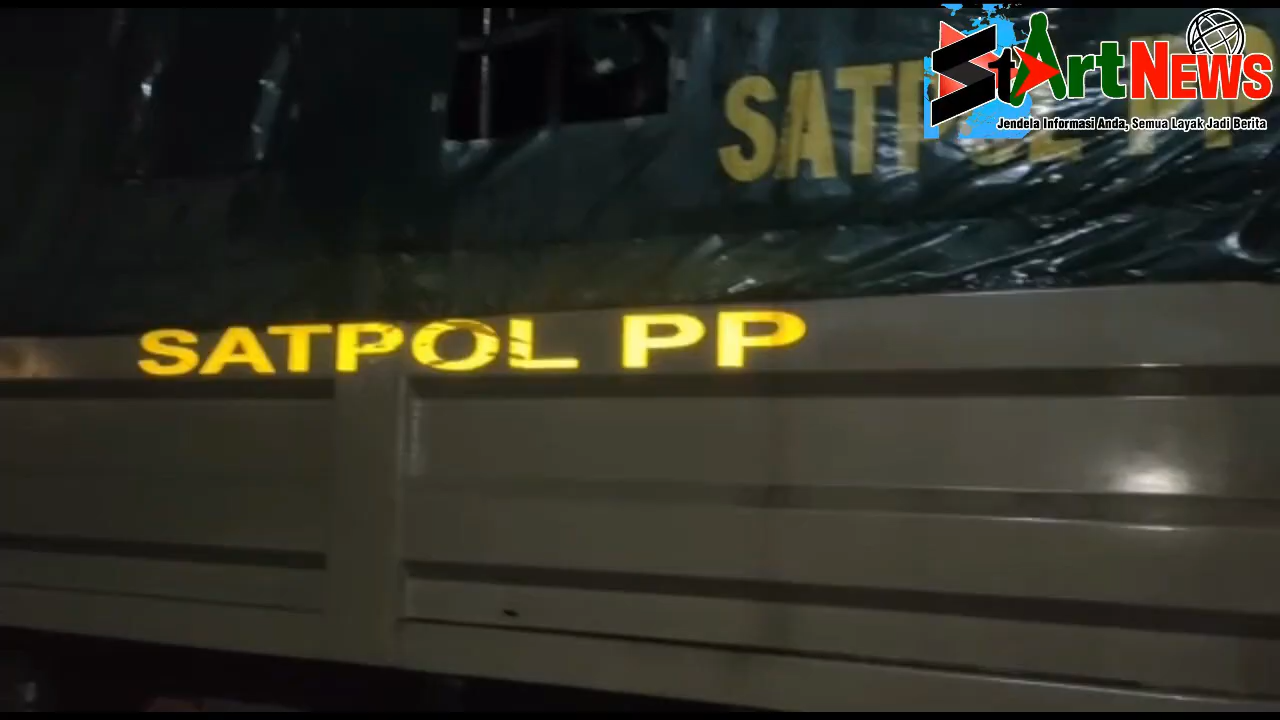 StArtNEWS
Jendela Informasi Anda, Semua Layak Jadi Berita
SATPOL PP
SATPOL PP